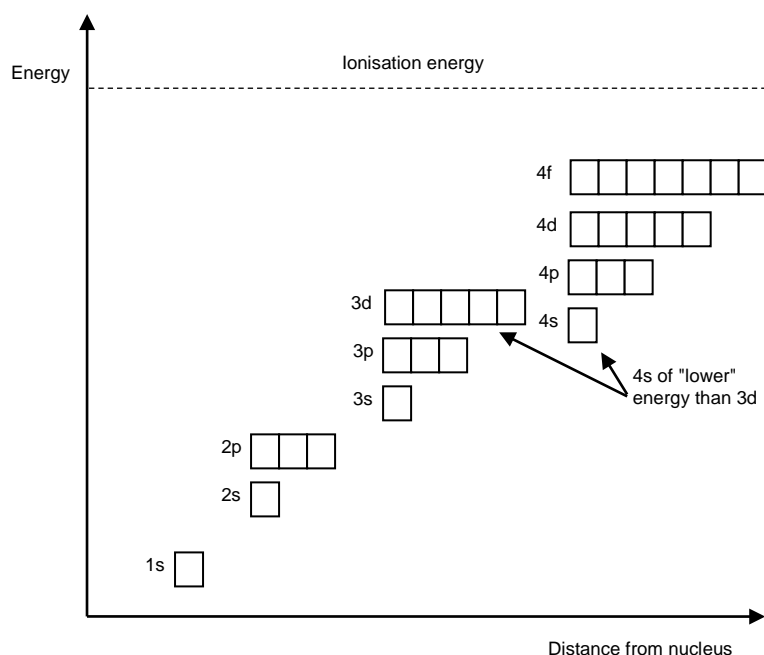 Energy
Ionisation energy
4f
4d
4p
3d
4s
3p
4s of "lower"
energy than 3d
3s
2p
2s
1s
Distance from nucleus